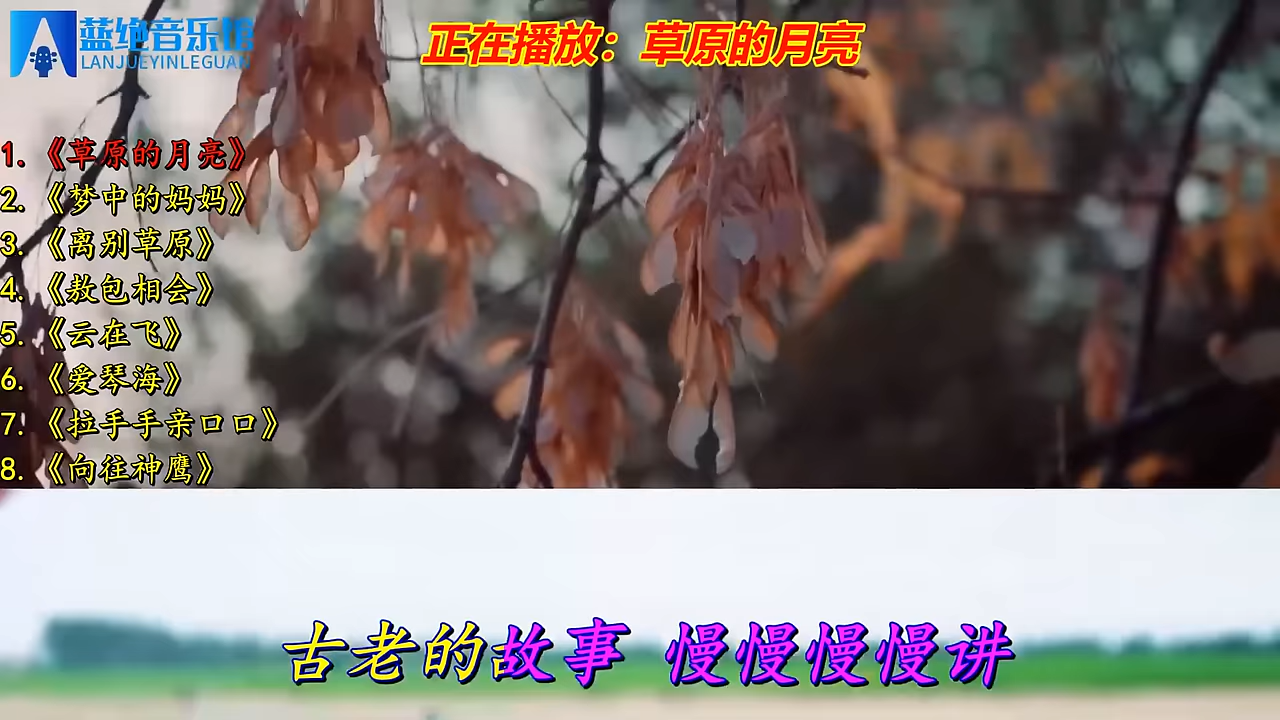 蓝绝音乐馆
LANJUEYINLEGUAN
正在播放：草原的月亮
1.《草原的月亮》
2.《梦中的妈妈》
3.《离别草原》
4.《敖包相会》
5.《云在飞》
6.《爱琴海》
7.《拉手手亲口口》
8.《向往神鹰》
古老的故事 慢慢慢慢讲